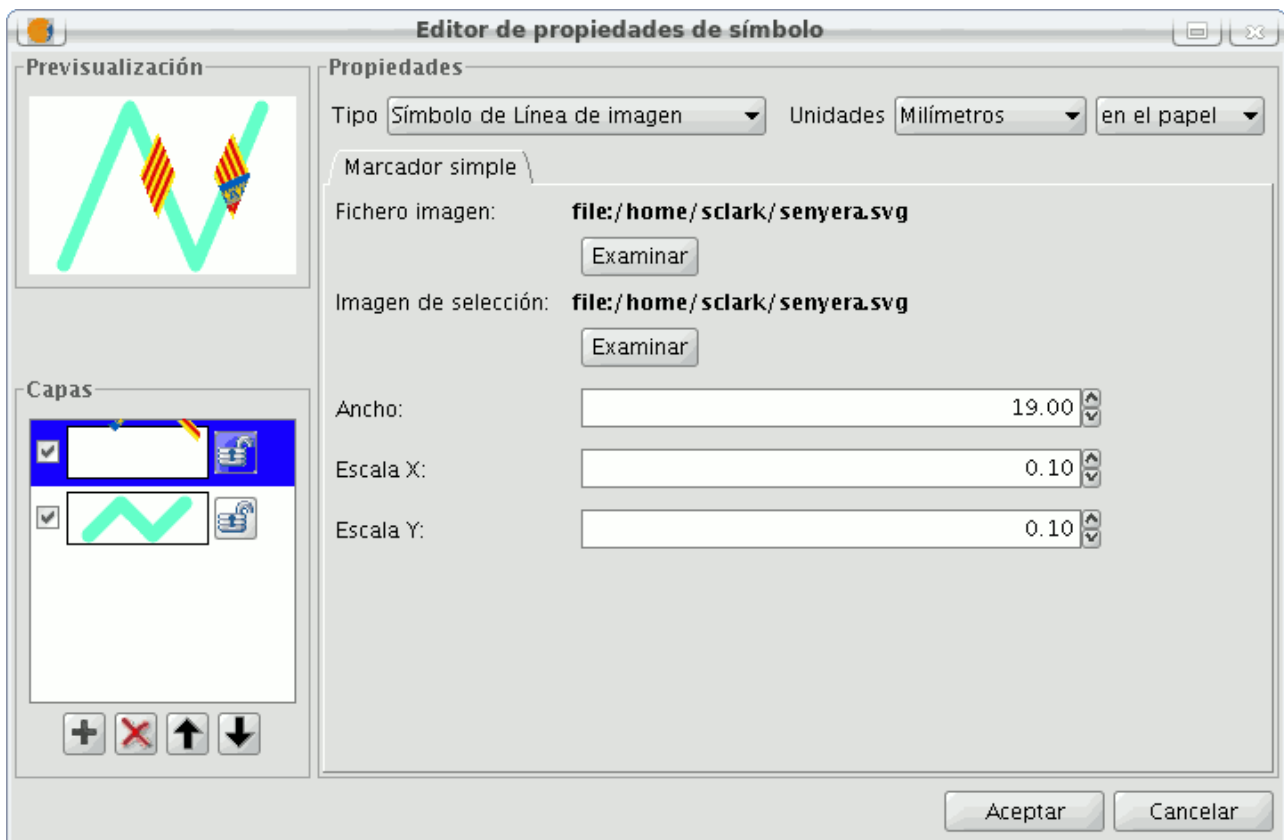 Editor de propiedades de símbolo
Previsualización
Propiedades
Tipo Símbolo de Línea de imagen Unidades Milímetros en el papel
Marcador simple
Fichero imagen: file:/home/sclark/senyera.svg
Examinar
Imagen de selección: file:/home/sclark/senyera.svg
Examinar
Capas
Ancho: 19.00
Escala X: 0.10
Escala Y: 0.10
Aceptar Cancelar